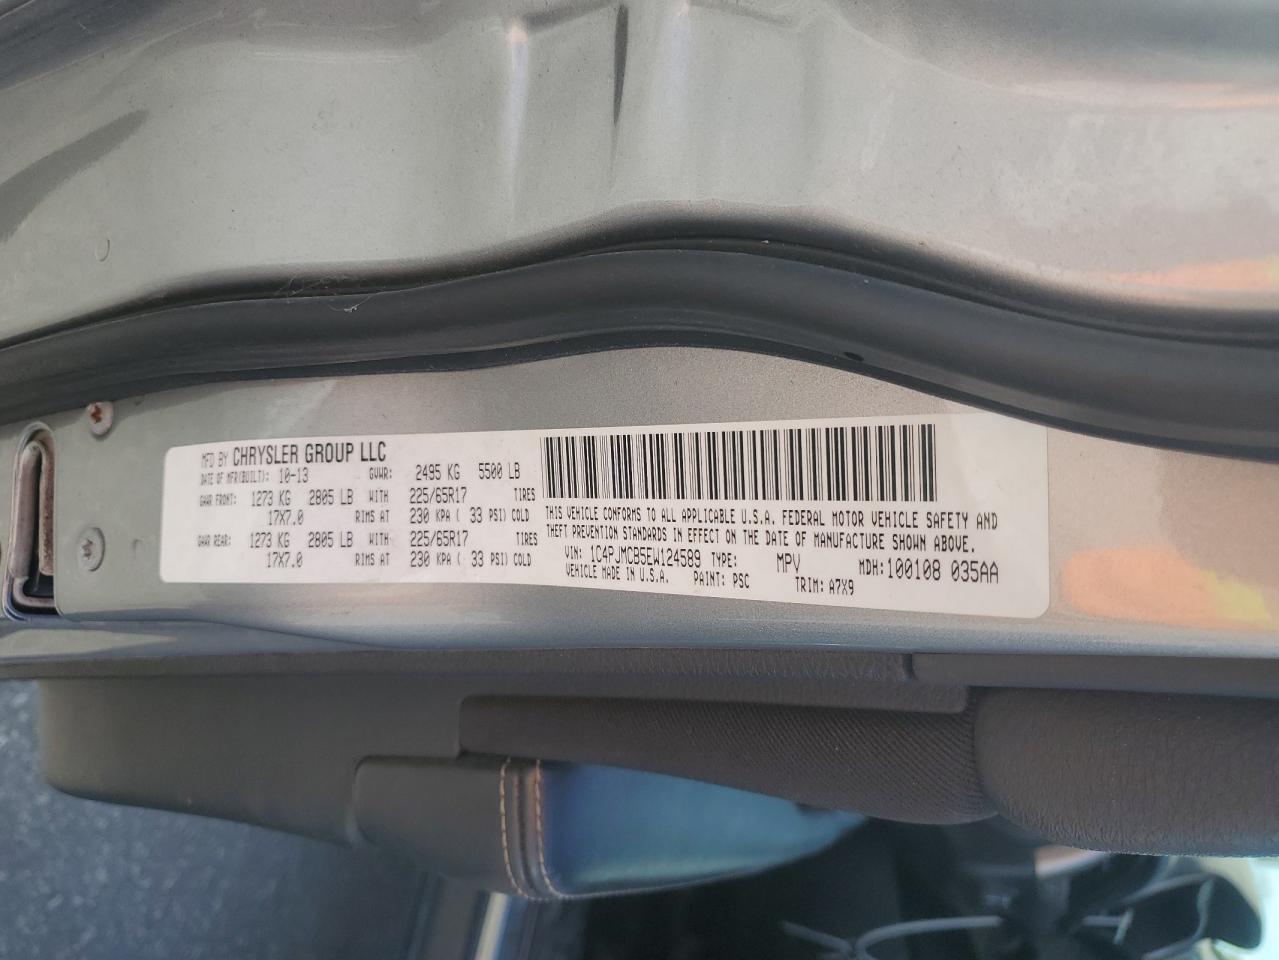 MFD BY CHRYSLER GROUP LLC
DATE OF MFR(BUILT): 10-13 GVWR: 2495 KG 5500 LB
GAWR FRONT: 1273 KG 2805 LB WITH 225/65R17 TIRES
17X7.0 RIMS AT 230 KPA ( 33 PSI) COLD
GAWR REAR: 1273 KG 2805 LB WITH 225/65R17 TIRES
17X7.0 RIMS AT 230 KPA ( 33 PSI) COLD
THIS VEHICLE CONFORMS TO ALL APPLICABLE U.S.A. FEDERAL MOTOR VEHICLE SAFETY AND
THEFT PREVENTION STANDARDS IN EFFECT ON THE DATE OF MANUFACTURE SHOWN ABOVE.
VIN: 1C4PJMCB5EW124589 TYPE: MPV MDH:100108 035AA
VEHICLE MADE IN U.S.A. PAINT: PSC TRIM: A7X9